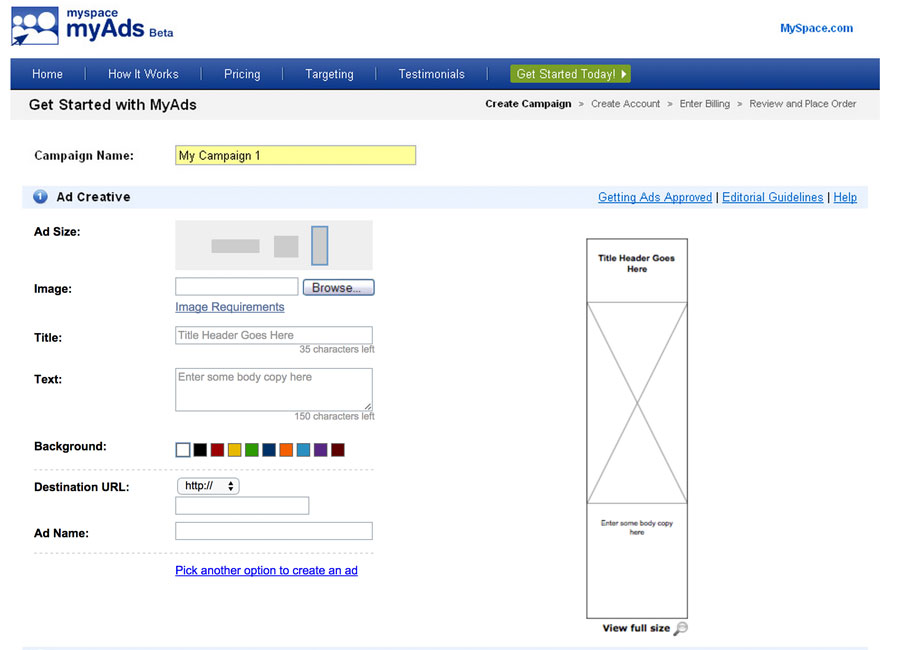 myspace
myAds Beta
MySpace.com
Home
How It Works
Pricing
Targeting
Testimonials
Get Started Today!
Get Started with MyAds
Create Campaign » Create Account » Enter Billing » Review and Place Order
Campaign Name:
My Campaign 1
1 Ad Creative
Getting Ads Approved | Editorial Guidelines | Help
Ad Size:
Image:
Browse...
Image Requirements
Title:
Title Header Goes Here
35 characters left
Text:
Enter some body copy here
150 characters left
Background:
Destination URL:
http://
Ad Name:
Pick another option to create an ad
Title Header Goes
Here
Enter some body copy
here
View full size